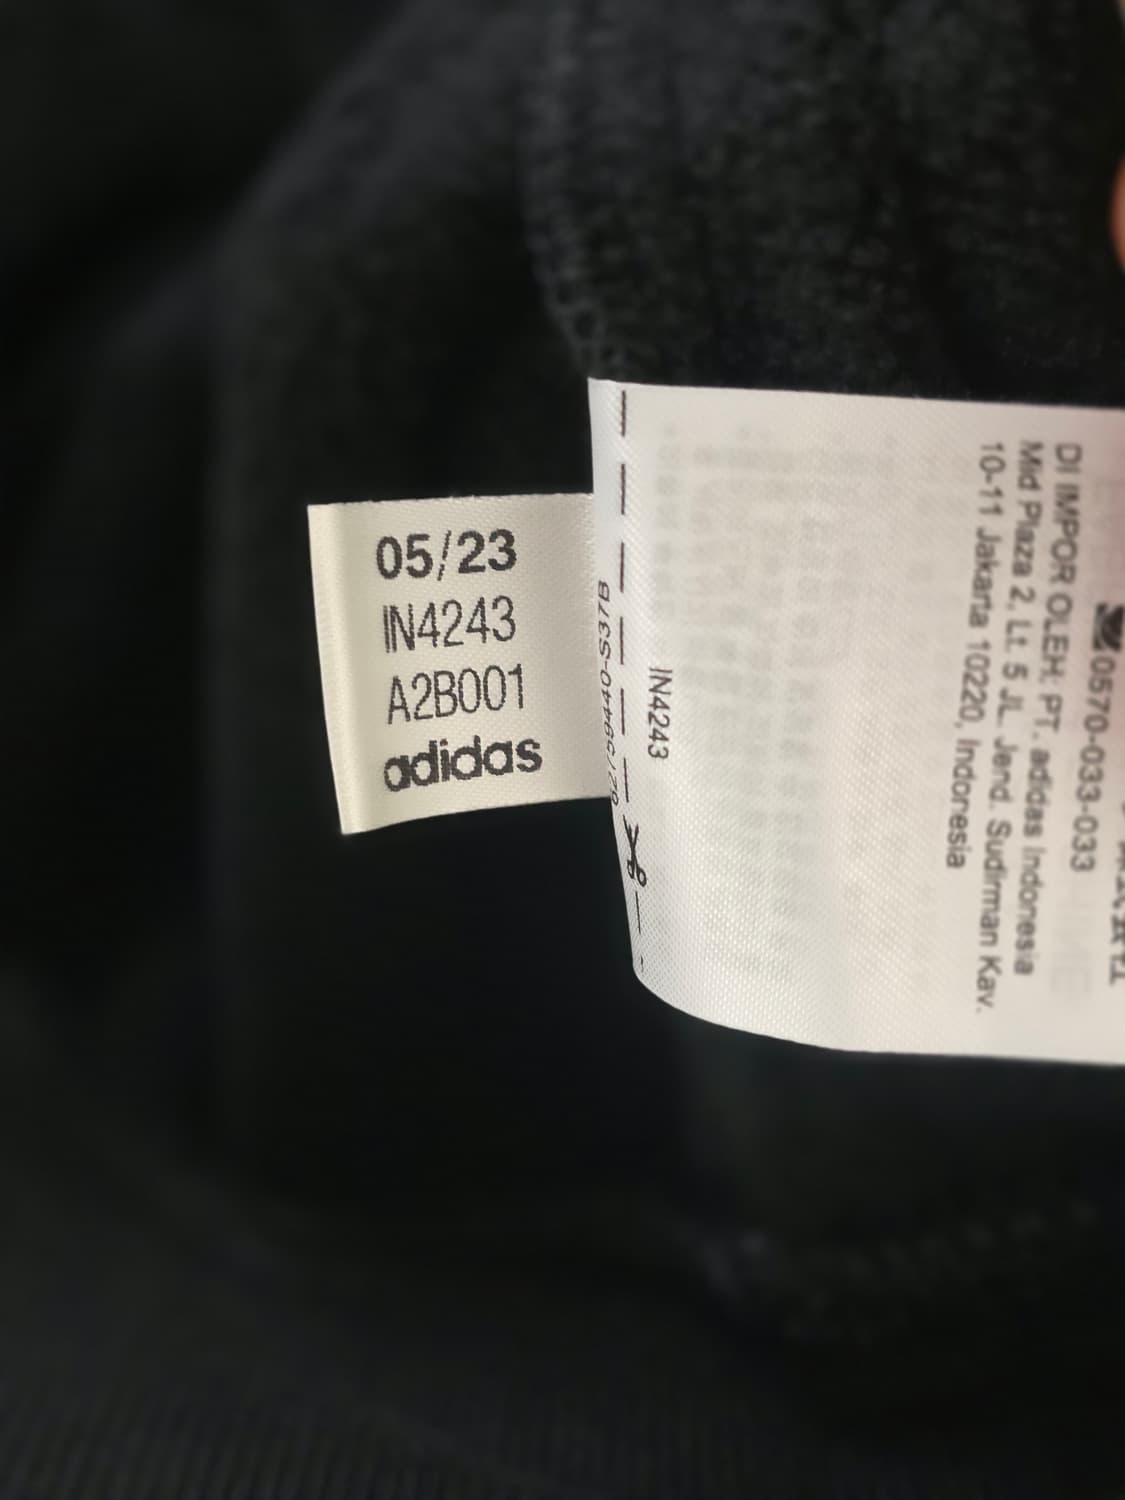 05/23
IN4243
A2B001
adidas
IN4243
0570-033-033
DI IMPOR OLEH: PT. adidas Indonesia
Mid Plaza 2, Lt. 5 JL. Jend. Sudirman Kav.
10-11 Jakarta 10220, Indonesia